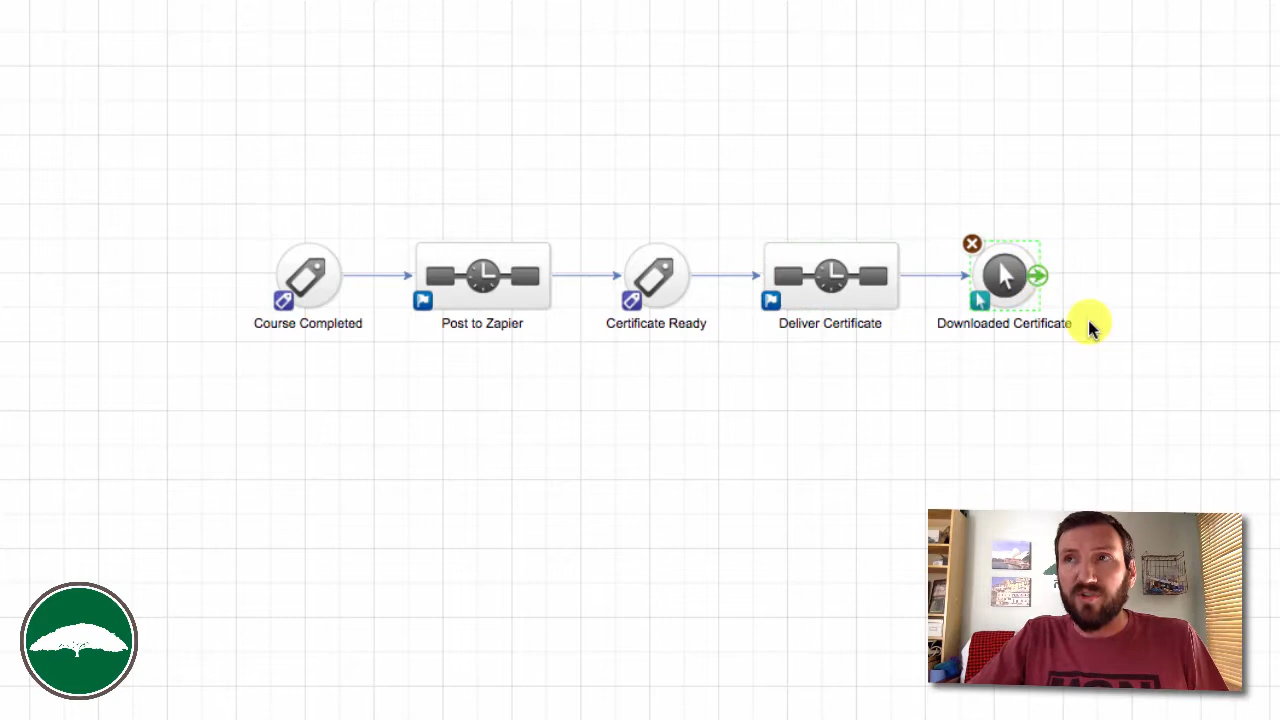 Course Completed
Post to Zapier
Certificate Ready
Deliver Certificate
Downloaded Certificate